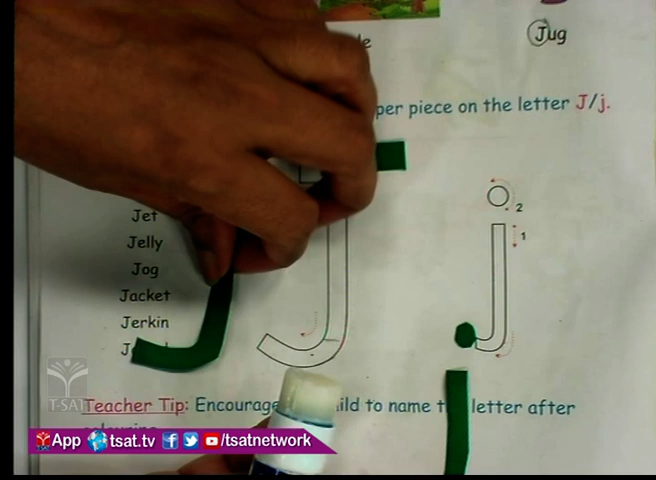 Jug
per piece on the letter J/j.
2
1
Jet
Jelly
Jog
Jacket
Jerkin
T-SAT
Teacher Tip: Encourage to name letter after
App tsat.tv /tsatnetwork